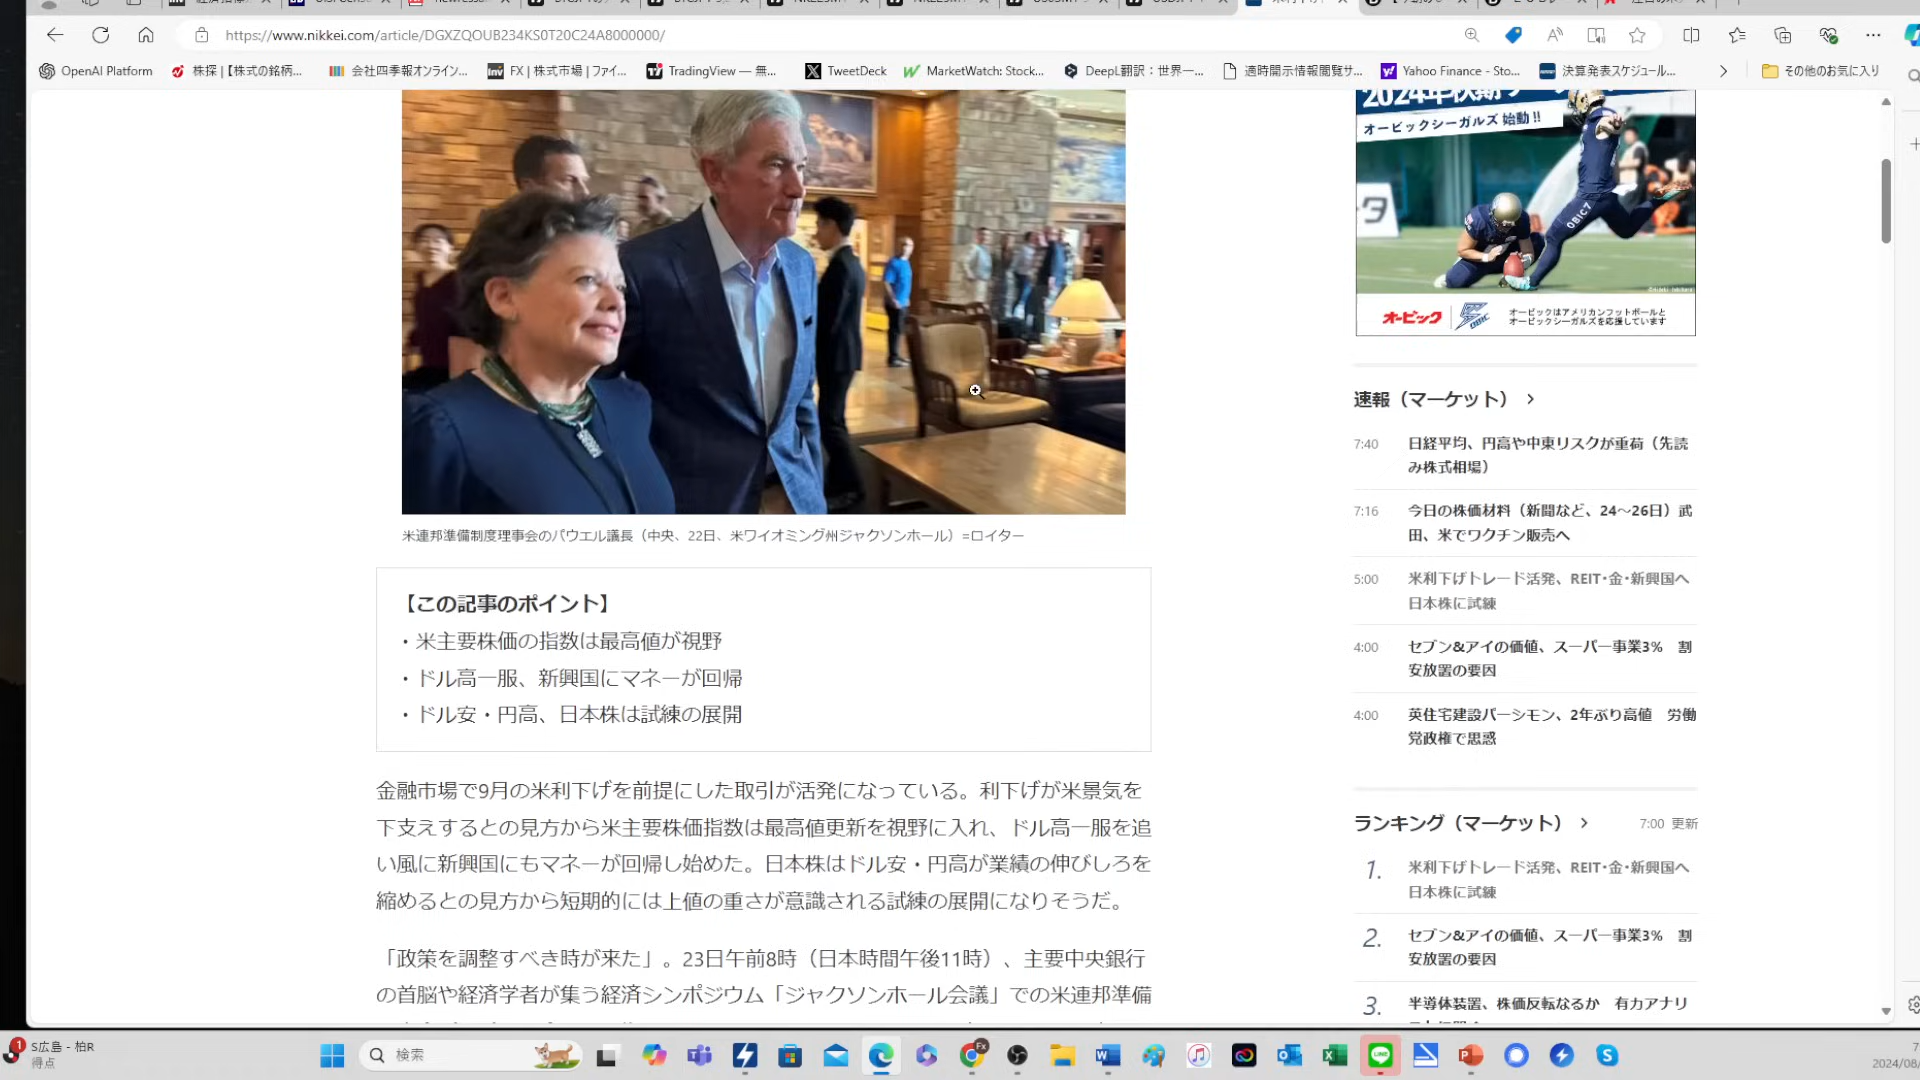 https://www.nikkei.com/article/DGXZQOUB234KS0T20C24A8000000/
OpenAI Platform
株探 |【株式の銘柄...
会社四季報オンライン...
FX | 株式市場 | ファイ...
TradingView — 無...
TweetDeck
MarketWatch: Stock...
DeepL翻訳：世界一...
適時開示情報閲覧サ...
Yahoo Finance - Sto...
決算発表スケジュール...
その他のお気に入り
オービックシーガルズ 始動!!
OBIC7
オービック
オービックはアメリカンフットボールと
オービックシーガルズを応援しています
米連邦準備制度理事会のパウエル議長（中央、22日、米ワイオミング州ジャクソンホール）=ロイター
【この記事のポイント】
・米主要株価の指数は最高値が視野
・ドル高一服、新興国にマネーが回帰
・ドル安・円高、日本株は試練の展開
金融市場で9月の米利下げを前提にした取引が活発になっている。利下げが米景気を
下支えするとの見方から米主要株価指数は最高値更新を視野に入れ、ドル高一服を追
い風に新興国にもマネーが回帰し始めた。日本株はドル安・円高が業績の伸びしろを
縮めるとの見方から短期的には上値の重さが意識される試練の展開になりそうだ。
「政策を調整すべき時が来た」。23日午前8時（日本時間午後11時）、主要中央銀行
の首脳や経済学者が集う経済シンポジウム「ジャクソンホール会議」での米連邦準備
速報（マーケット）
7:40 日経平均、円高や中東リスクが重荷（先読
み株式相場）
7:16 今日の株価材料（新聞など、24〜26日）武
田、米でワクチン販売へ
5:00 米利下げトレード活発、REIT・金・新興国へ
日本株に試練
4:00 セブン&アイの価値、スーパー事業3%　割
安放置の要因
4:00 英住宅建設パーシモン、2年ぶり高値　労働
党政権で思惑
ランキング（マーケット） 7:00 更新
1. 米利下げトレード活発、REIT・金・新興国へ
日本株に試練
2. セブン&アイの価値、スーパー事業3%　割
安放置の要因
3. 半導体装置、株価反転なるか　有力アナリ
1
S広島 - 柏R
得点
検索
LINE
2024/08/